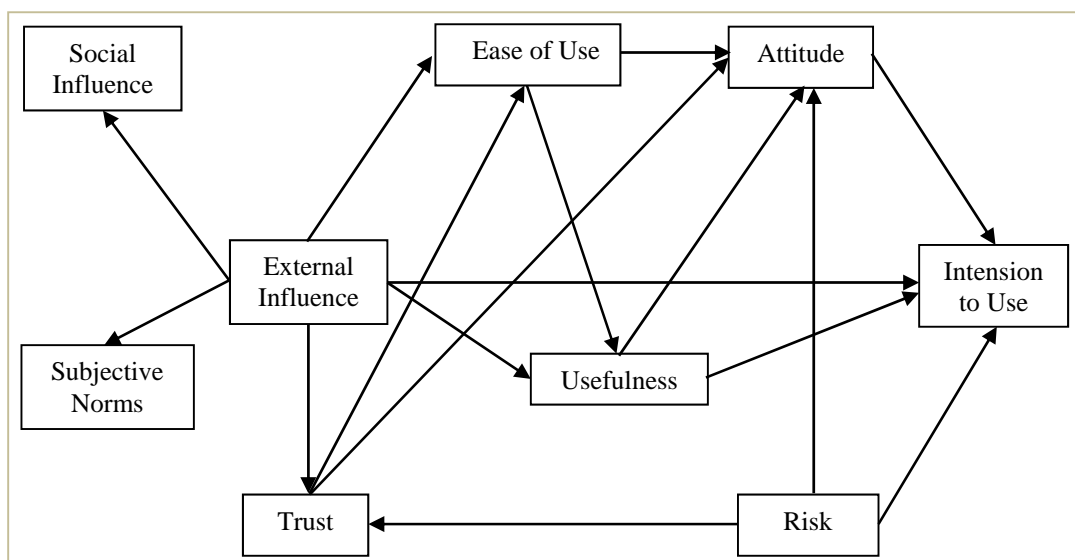 Social
Influence
Ease of Use
Attitude
External
Influence
Intension
to Use
Subjective
Norms
Usefulness
Trust
Risk